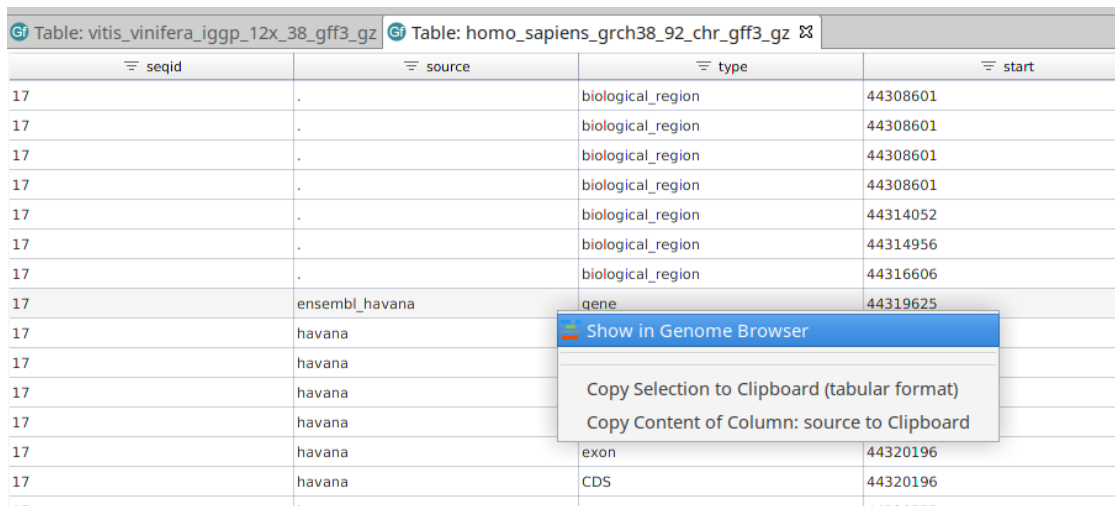 Gf Table: vitis_vinifera_iggp_12x_38_gff3_gz Gf Table: homo_sapiens_grch38_92_chr_gff3_gz
seqid source type start
17 . biological_region 44308601
17 . biological_region 44308601
17 . biological_region 44308601
17 . biological_region 44308601
17 . biological_region 44314052
17 . biological_region 44314956
17 . biological_region 44316606
17 ensembl_havana gene 44319625
17 havana
Show in Genome Browser
17 havana
17 havana
Copy Selection to Clipboard (tabular format)
17 havana
Copy Content of Column: source to Clipboard
17 havana exon 44320196
17 havana CDS 44320196